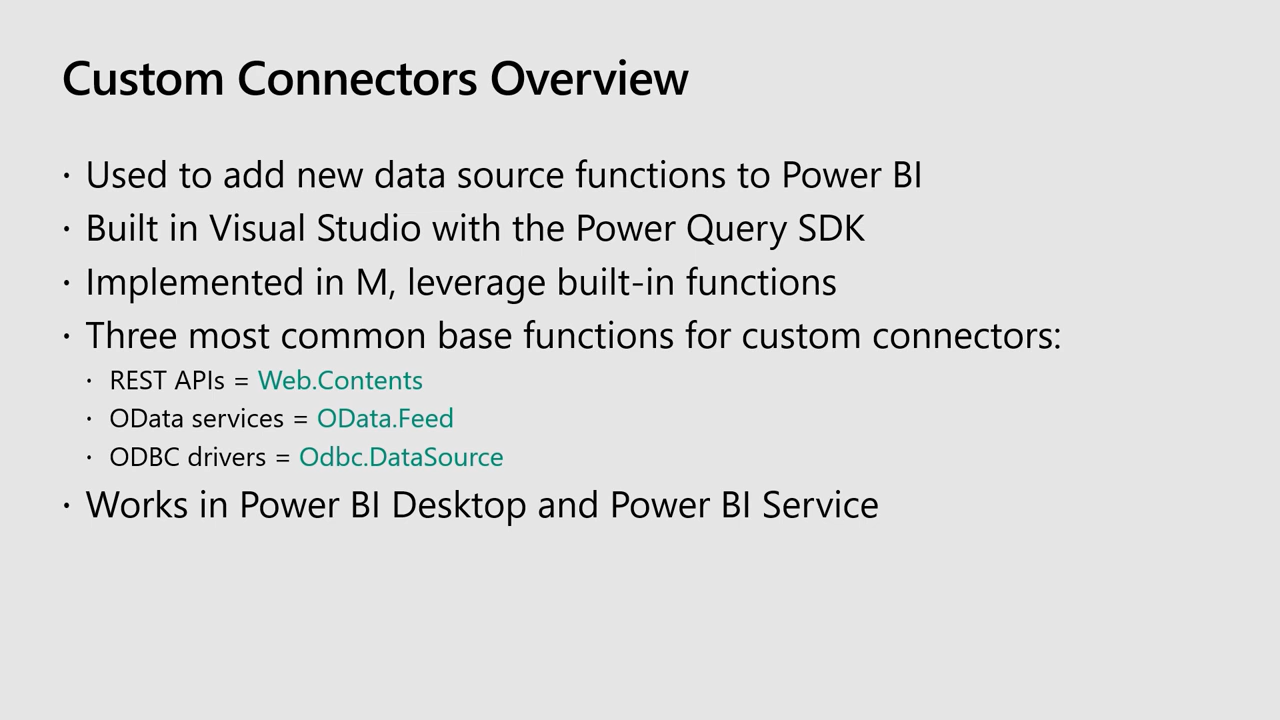 Custom Connectors Overview
· Used to add new data source functions to Power BI
· Built in Visual Studio with the Power Query SDK
· Implemented in M, leverage built-in functions
· Three most common base functions for custom connectors:
· REST APIs = Web.Contents
· OData services = OData.Feed
· ODBC drivers = Odbc.DataSource
· Works in Power BI Desktop and Power BI Service